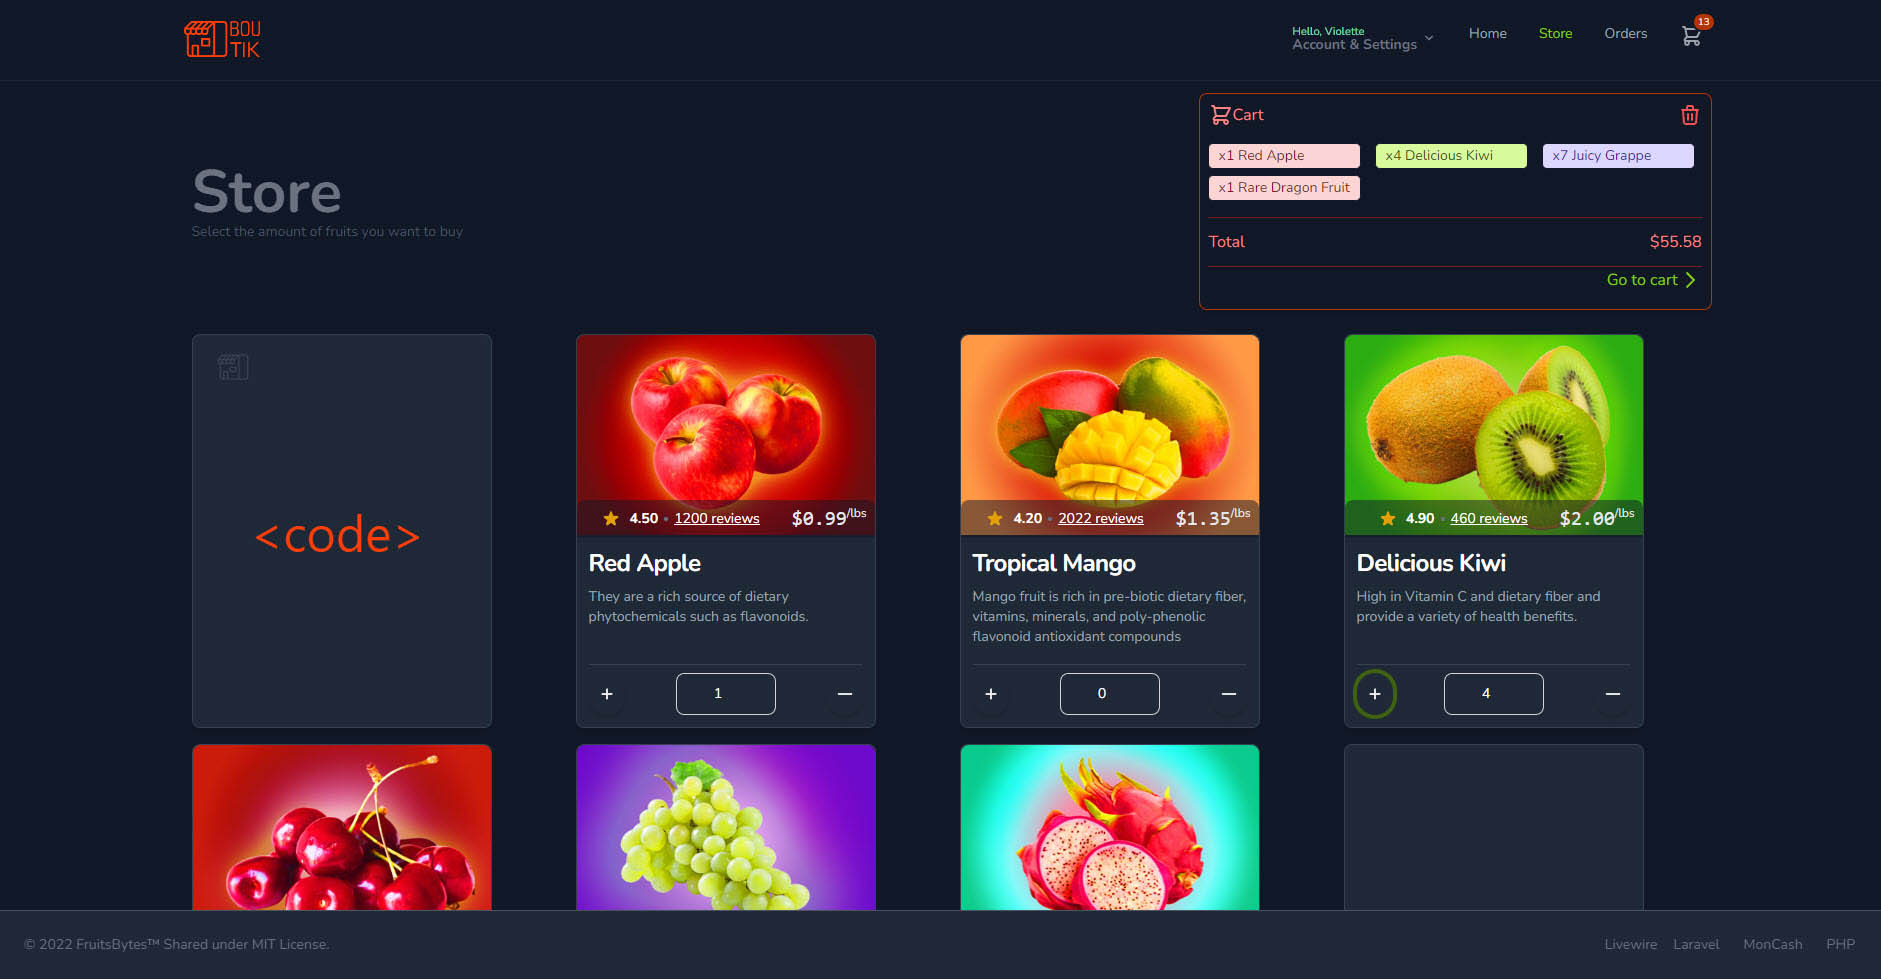 BOU
TIK
Hello, Violette
Account & Settings
Home
Store
Orders
13
Cart
x1 Red Apple
x4 Delicious Kiwi
x7 Juicy Grappe
x1 Rare Dragon Fruit
Total
$55.58
Go to cart
Store
Select the amount of fruits you want to buy
<code>
4.50 • 1200 reviews
$0.99/lbs
Red Apple
They are a rich source of dietary
phytochemicals such as flavonoids.
+
1
—
4.20 • 2022 reviews
$1.35/lbs
Tropical Mango
Mango fruit is rich in pre-biotic dietary fiber,
vitamins, minerals, and poly-phenolic
flavonoid antioxidant compounds
+
0
—
4.90 • 460 reviews
$2.00/lbs
Delicious Kiwi
High in Vitamin C and dietary fiber and
provide a variety of health benefits.
+
4
—
© 2022 FruitsBytes™ Shared under MIT License.
Livewire
Laravel
MonCash
PHP